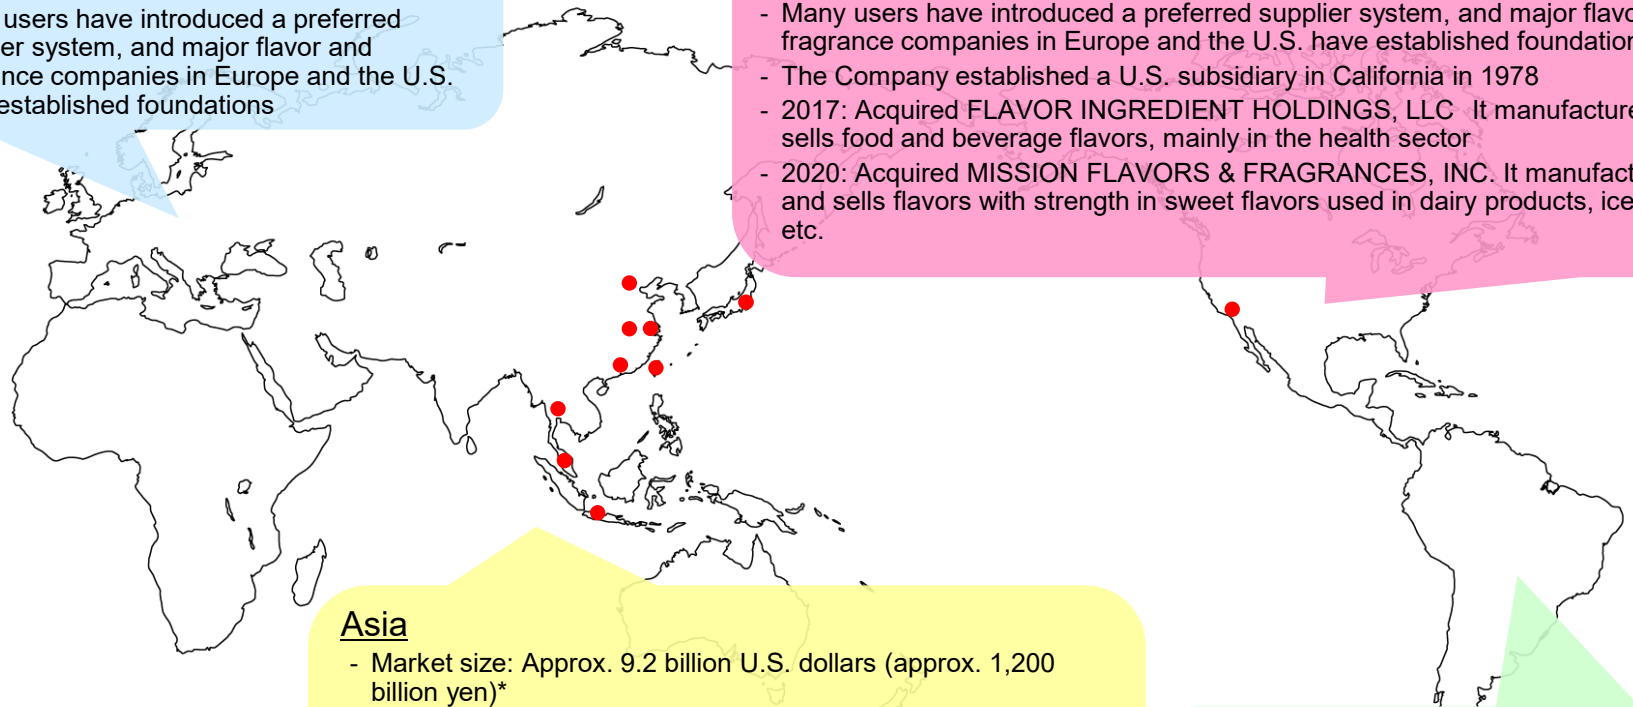 users have introduced a preferred
er system, and major flavor and
nce companies in Europe and the U.S.
established foundations
- Many users have introduced a preferred supplier system, and major flavo
fragrance companies in Europe and the U.S. have established foundation
- The Company established a U.S. subsidiary in California in 1978
- 2017: Acquired FLAVOR INGREDIENT HOLDINGS, LLC It manufacture
sells food and beverage flavors, mainly in the health sector
- 2020: Acquired MISSION FLAVORS & FRAGRANCES, INC. It manufact
and sells flavors with strength in sweet flavors used in dairy products, ice
etc.
Asia
- Market size: Approx. 9.2 billion U.S. dollars (approx. 1,200
billion yen)*